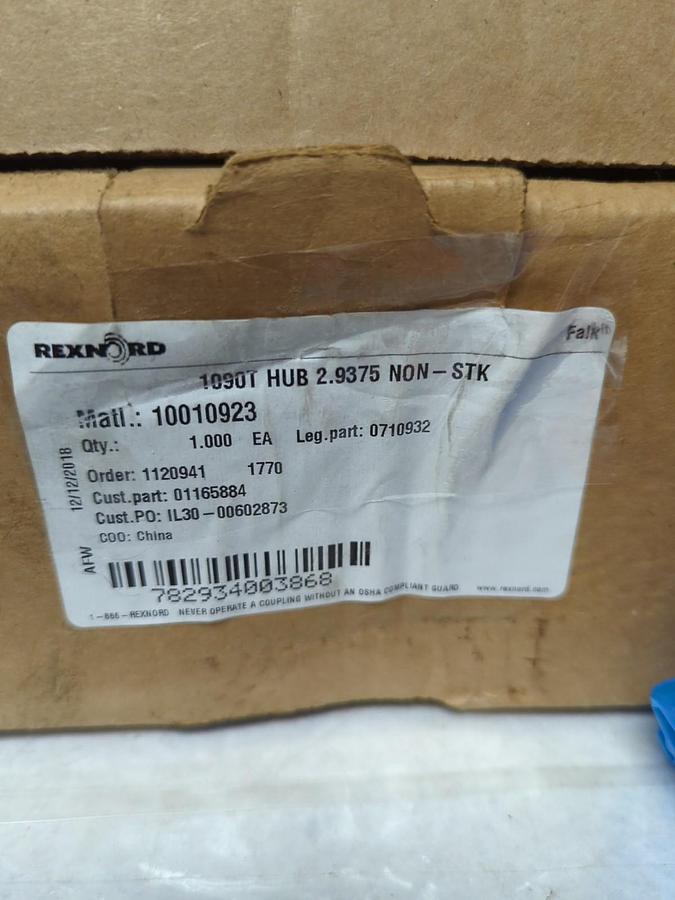 REXNORD
Falk
1090T HUB 2.9375 NON-STK
Matl.: 10010923
Qty.: 1.000 EA Leg.part: 0710932
Order: 1120941 1770
Cust.part: 01165884
Cust.PO: IL30-00602873
COO: China
AFW 12/12/2018
782934003868
1-866-REXNORD NEVER OPERATE A COUPLING WITHOUT AN OSHA COMPLIANT GUARD www.rexnord.com